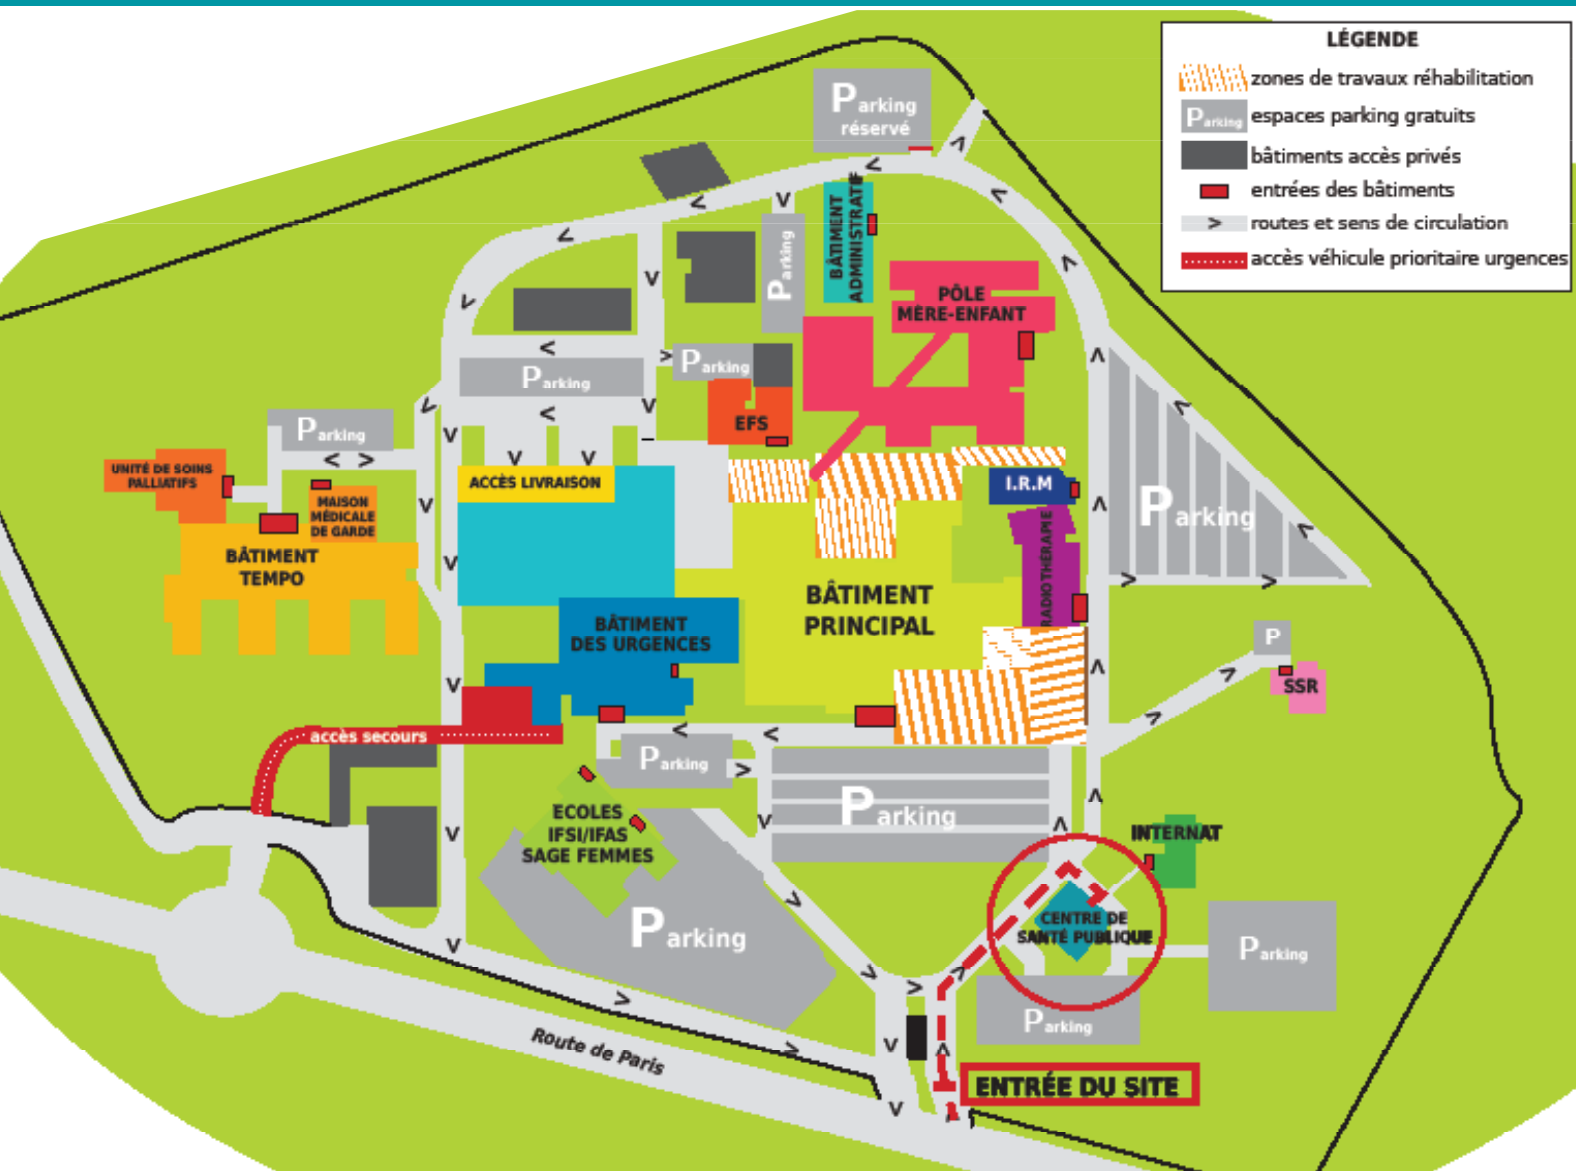 LÉGENDE
zones de travaux réhabilitation
Parking espaces parking gratuits
bâtiments accès privés
entrées des bâtiments
> routes et sens de circulation
accès véhicule prioritaire urgences
Parking
réservé
BÂTIMENT
ADMINISTRATIF
Parking
PÔLE
MÈRE-ENFANT
Parking
Parking
EFS
Parking
UNITÉ DE SOINS
PALLIATIFS
MAISON
MÉDICALE
DE GARDE
BÂTIMENT
TEMPO
ACCÈS LIVRAISON
I.R.M
RADIOTHÉRAPIE
Parking
BÂTIMENT
PRINCIPAL
BÂTIMENT
DES URGENCES
P
SSR
accès secours
Parking
Parking
ECOLES
IFSI/IFAS
SAGE FEMMES
INTERNAT
Parking
CENTRE DE
SANTÉ PUBLIQUE
Parking
Parking
Route de Paris
ENTRÉE DU SITE